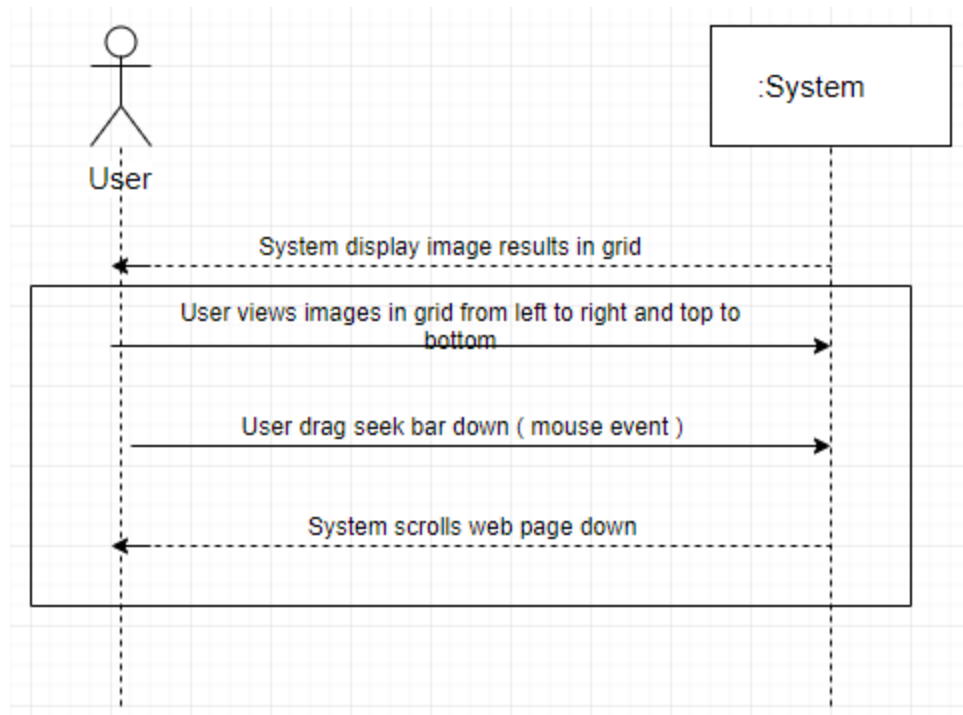 :System
User
System display image results in grid
User views images in grid from left to right and top to
bottom
User drag seek bar down ( mouse event )
System scrolls web page down